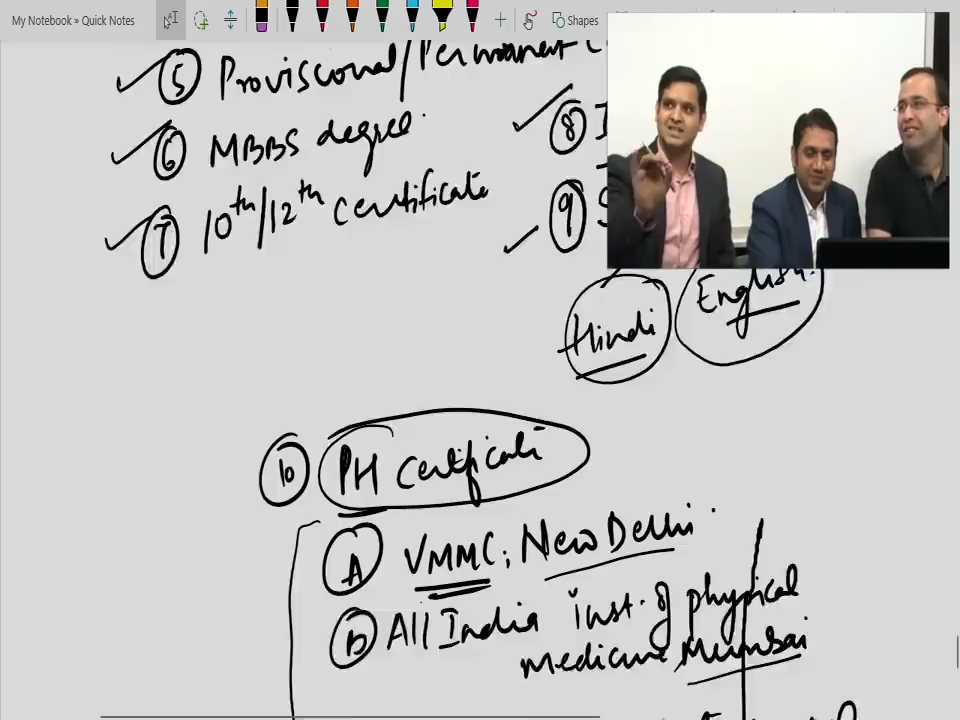 My Notebook » Quick Notes
Shapes
5 Provisional/Permanent
6 MBBS degree
7 10th/12th certificate
8
9
Hindi English
10 PH certificate
A VMMC; New Delhi
B All India inst. of physical
medicine, Mumbai